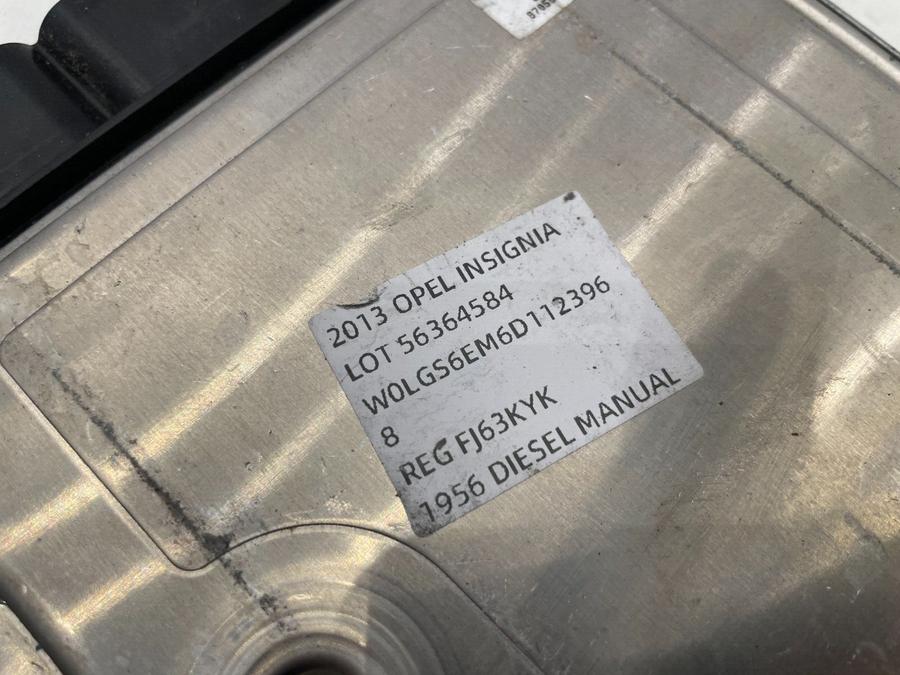 2013 OPEL INSIGNIA
LOT 56364584
W0LGS6EM6D112396
8
REG FJ63KYK
1956 DIESEL MANUAL